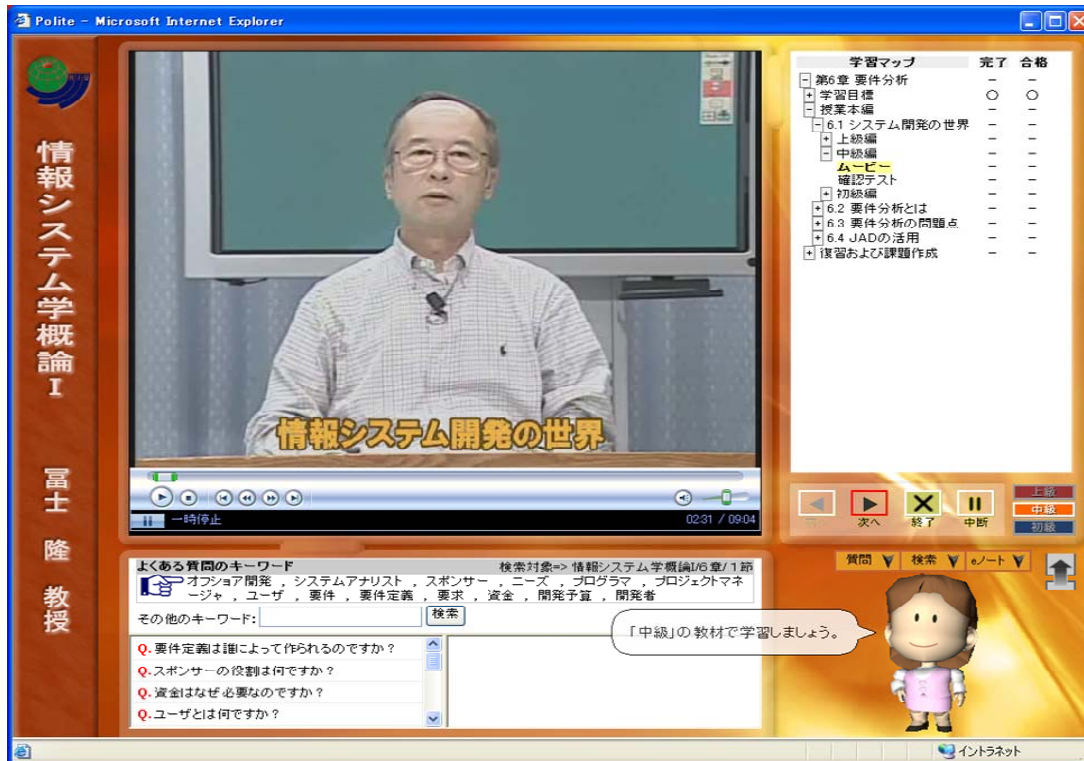 Polite - Microsoft Internet Explorer
情報システム学概論Ⅰ
冨士 隆 教授
情報システム開発の世界
一時停止
02:31 / 09:04
学習マップ 完了 合格
第6章 要件分析 － －
学習目標 ○ ○
授業本編 － －
6.1 システム開発の世界 － －
上級編 － －
中級編 － －
ムービー － －
確認テスト － －
初級編 － －
6.2 要件分析とは － －
6.3 要件分析の問題点 － －
6.4 JADの活用 － －
復習および課題作成 － －
次へ
終了
中断
上級
中級
初級
よくある質問のキーワード
検索対象=> 情報システム学概論I/6章/1節
オフショア開発 , システムアナリスト , スポンサー , ニーズ , プログラマ , プロジェクトマネ
ージャ , ユーザ , 要件 , 要件定義 , 要求 , 資金 , 開発予算 , 開発者
その他のキーワード:
検索
Q.要件定義は誰によって作られるのですか？
Q.スポンサーの役割は何ですか？
Q.資金はなぜ必要なのですか？
Q.ユーザとは何ですか？
質問
検索
eノート
「中級」の教材で学習しましょう。
イントラネット